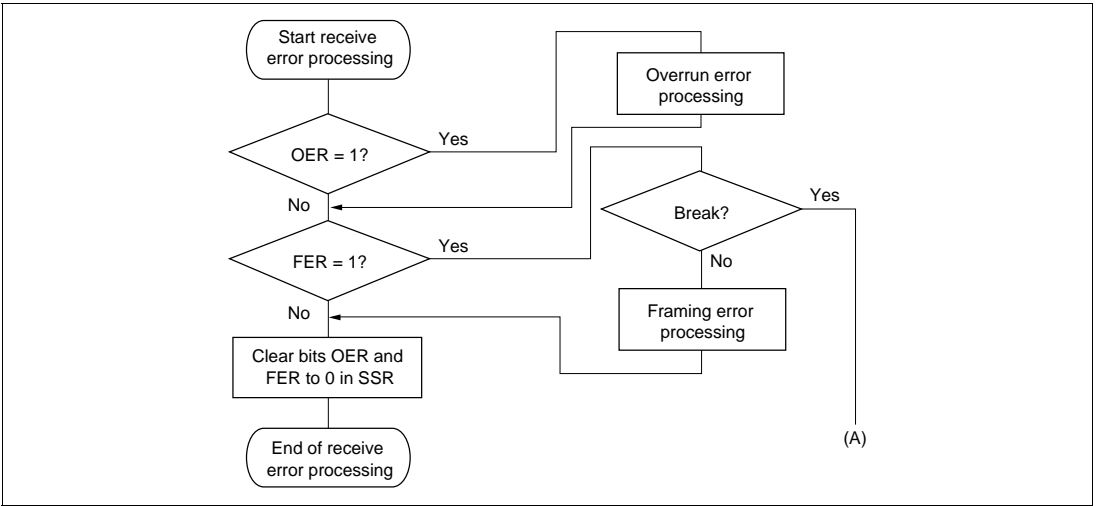 Start receive
error processing
Overrun error
processing
Yes
OER = 1?
Yes
Break?
No
Yes
FER = 1?
No
Framing error
processing
No
Clear bits OER and
FER to 0 in SSR
(A)
End of receive
error processing